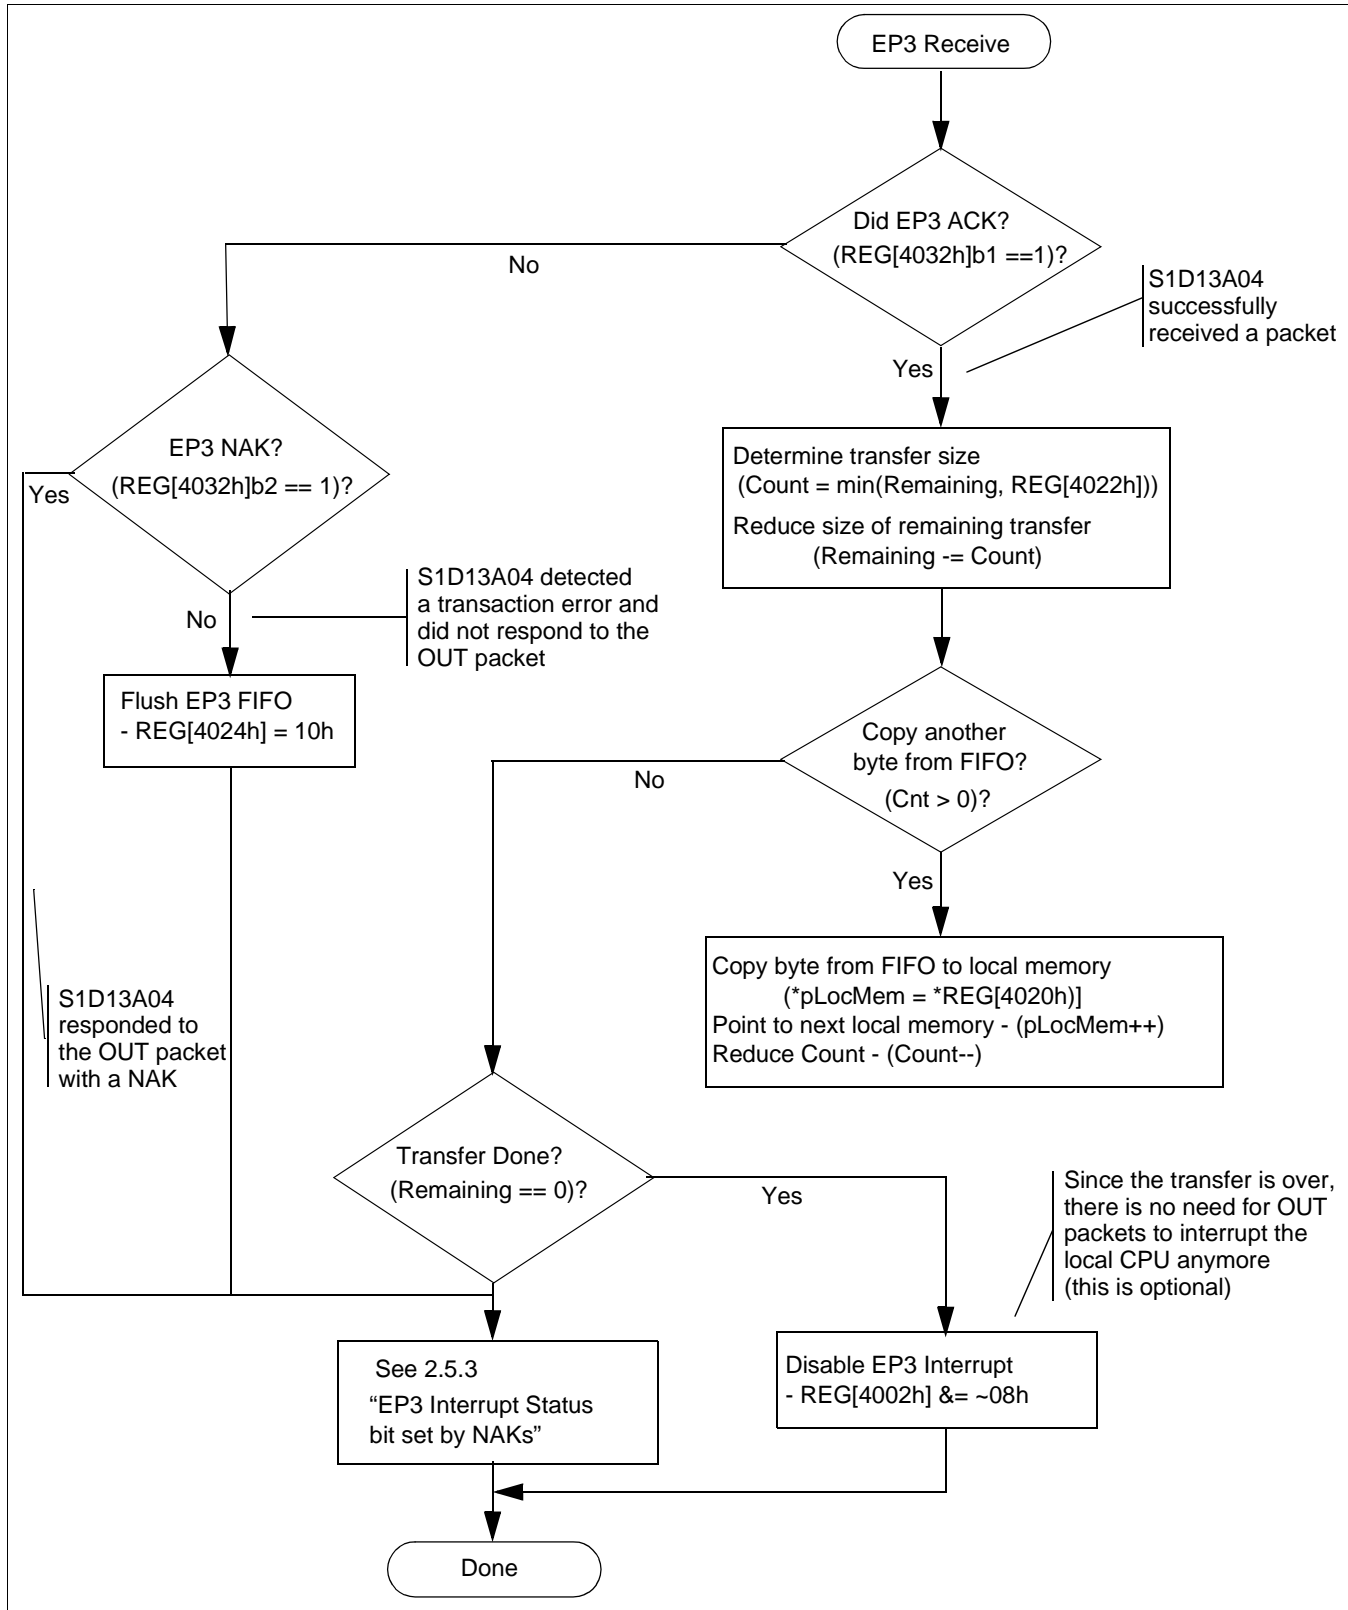 EP3 Receive
Did EP3 ACK?
(REG[4032h]b1 ==1)?
No
S1D13A04
successfully
received a packet
Yes
EP3 NAK?
(REG[4032h]b2 == 1)?
Yes
Determine transfer size
(Count = min(Remaining, REG[4022h]))
Reduce size of remaining transfer
(Remaining -= Count)
No
S1D13A04 detected
a transaction error and
did not respond to the
OUT packet
Flush EP3 FIFO
- REG[4024h] = 10h
Copy another
byte from FIFO?
(Cnt > 0)?
No
Yes
Copy byte from FIFO to local memory
(*pLocMem = *REG[4020h)]
Point to next local memory - (pLocMem++)
Reduce Count - (Count--)
S1D13A04
responded to
the OUT packet
with a NAK
Transfer Done?
(Remaining == 0)?
Yes
Since the transfer is over,
there is no need for OUT
packets to interrupt the
local CPU anymore
(this is optional)
See 2.5.3
“EP3 Interrupt Status
bit set by NAKs”
Disable EP3 Interrupt
- REG[4002h] &= ~08h
Done